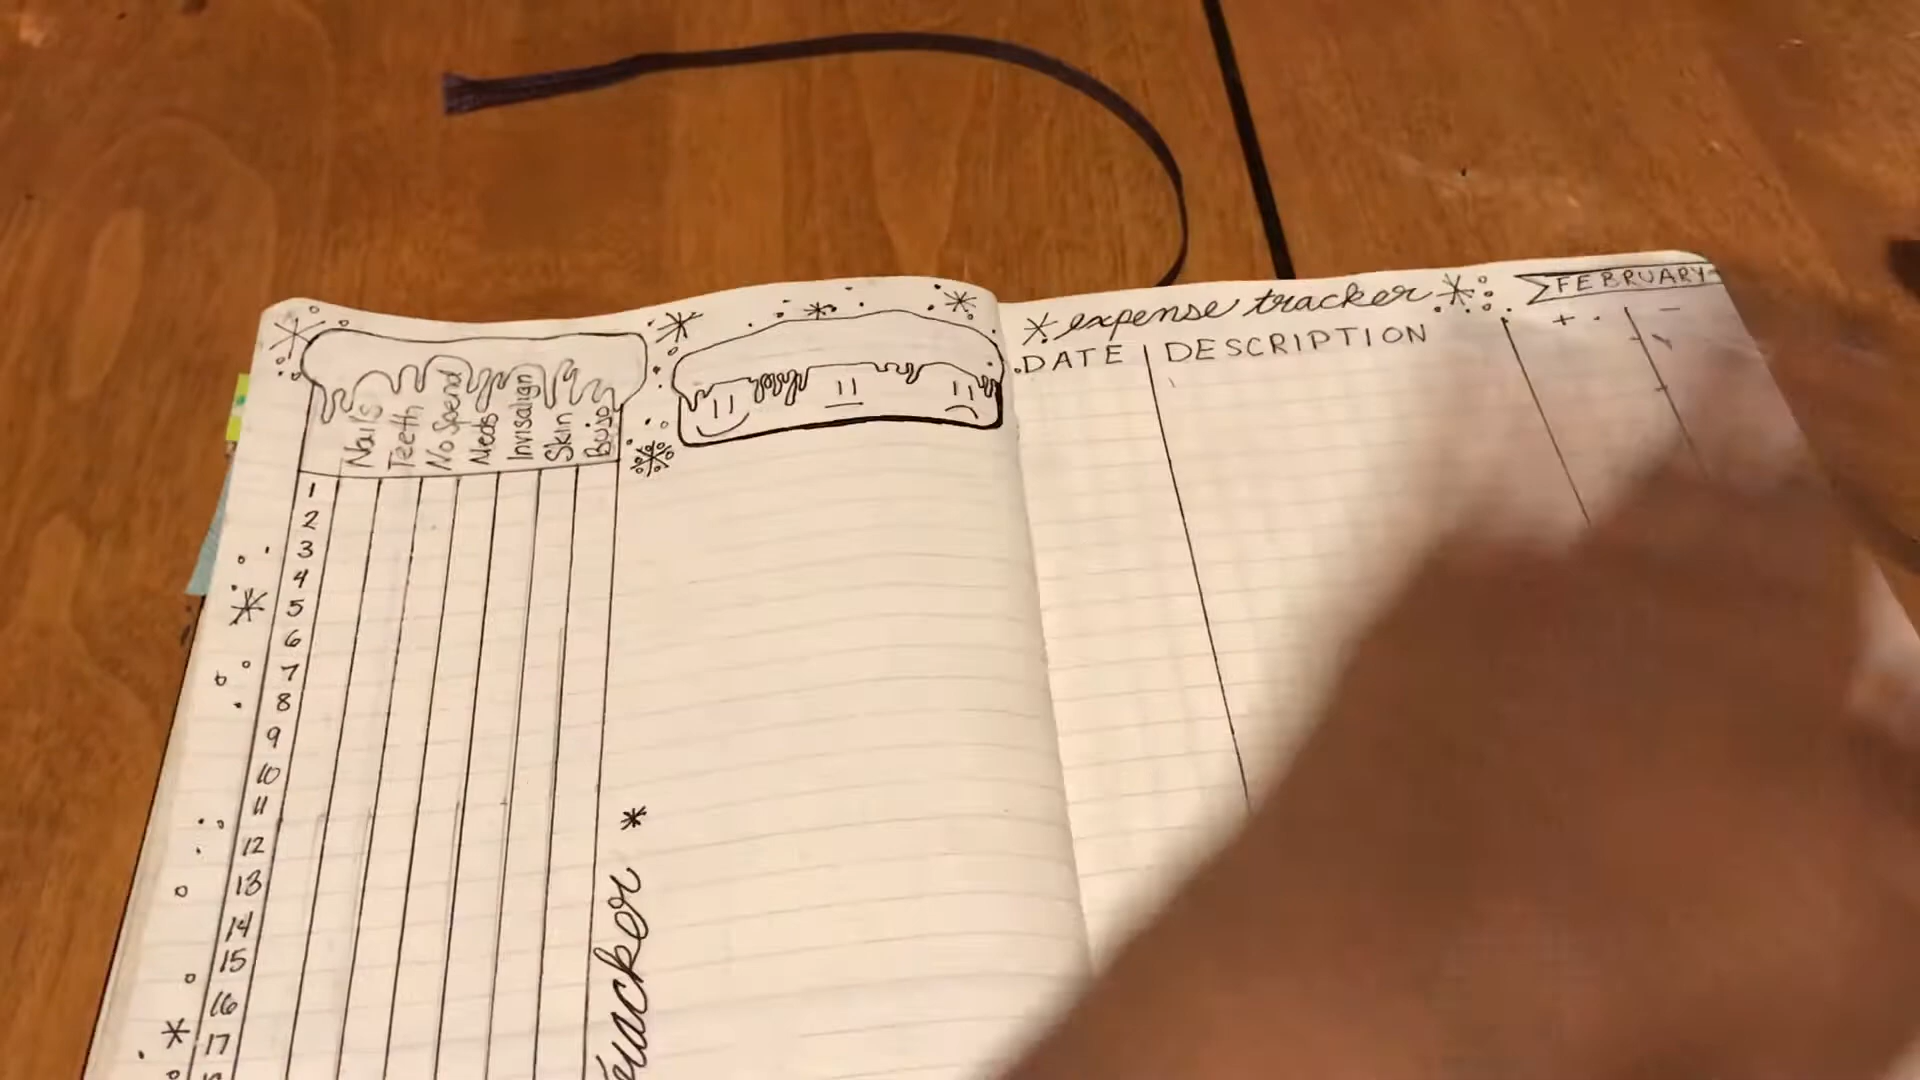 Nails
Teeth
No Spend
Meds
Invisalign
Skin
Bujo
1
2
3
4
5
6
7
8
9
10
11
12
13
14
15
16
17
expense tracker
FEBRUARY
DATE DESCRIPTION + -